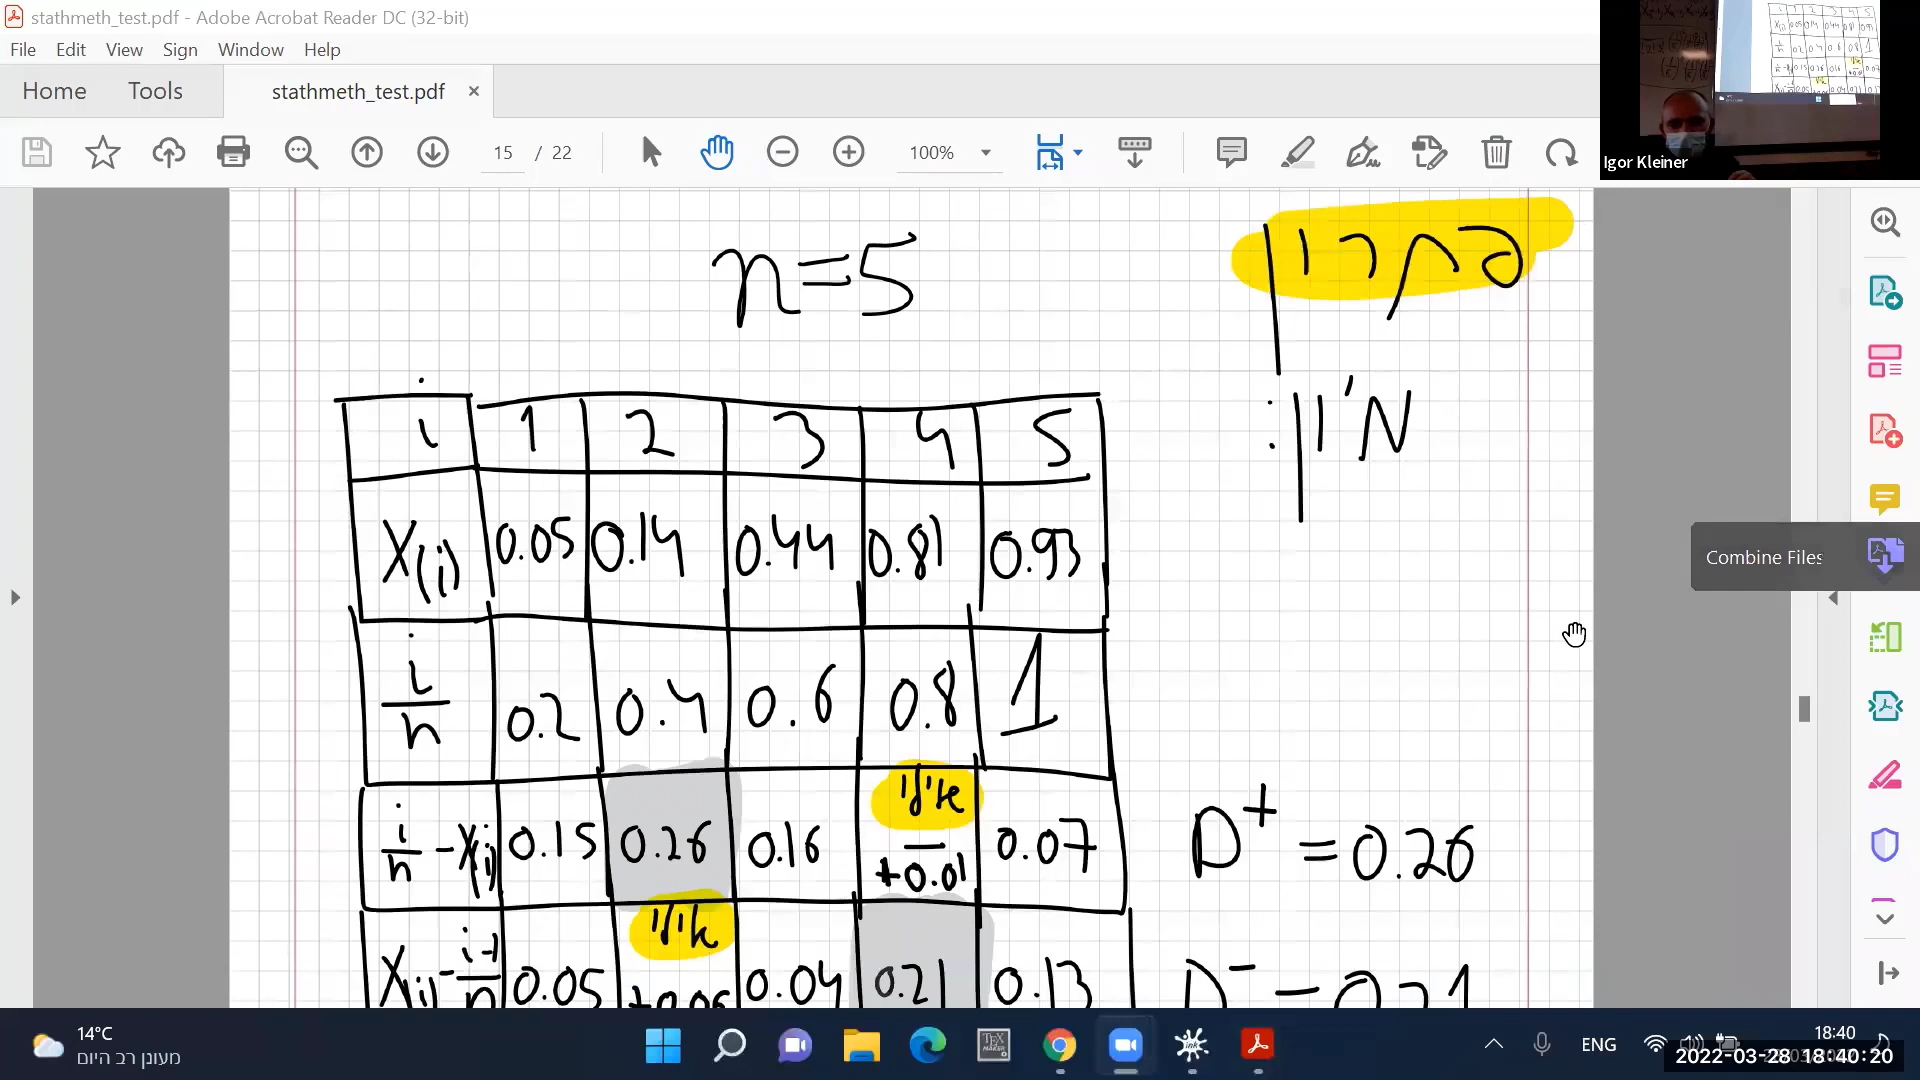 stathmeth_test.pdf - Adobe Acrobat Reader DC (32-bit)
File Edit View Sign Window Help
Home Tools stathmeth_test.pdf ×
15 / 22 100%
Igor Kleiner
n=5
פתרון
:
i 1 2 3 4 5
X(i) 0.05 0.14 0.44 0.81 0.93
i/n 0.2 0.4 0.6 0.8 1
i/n - X(i) 0.15 0.26 0.16 +0.01 0.07
D+ = 0.26
X(i) - i-1/n 0.05 0.04 0.21 0.13
D- = 0.21
Combine Files
14°C
מעונן רב היום
ENG
18:40
2022-03-28 18:40:20